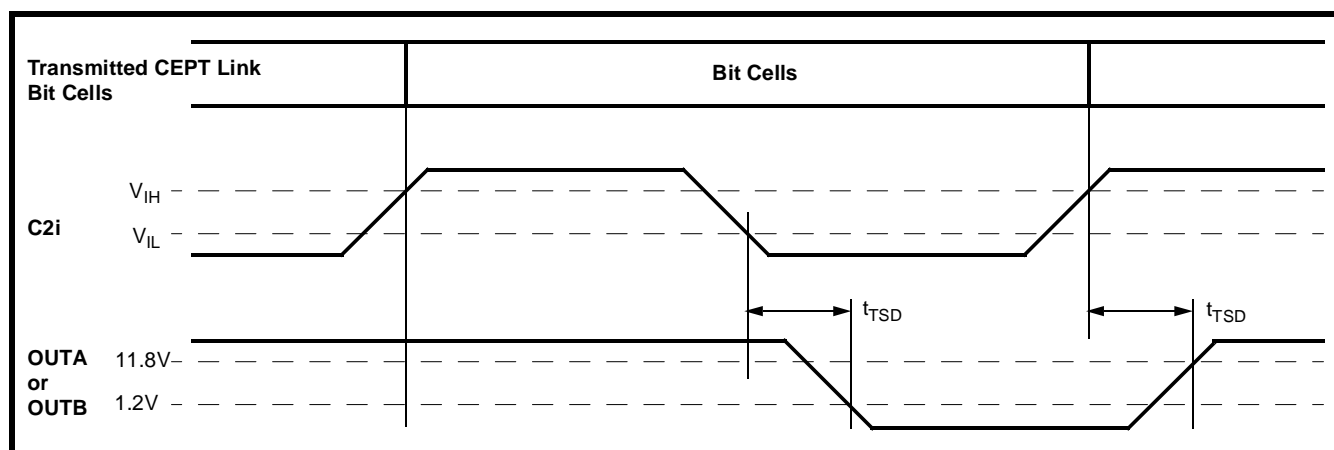 Transmitted CEPT Link
Bit Cells
Bit Cells
V_IH
C2i
V_IL
t_TSD
t_TSD
OUTA
or
OUTB
11.8V
1.2V